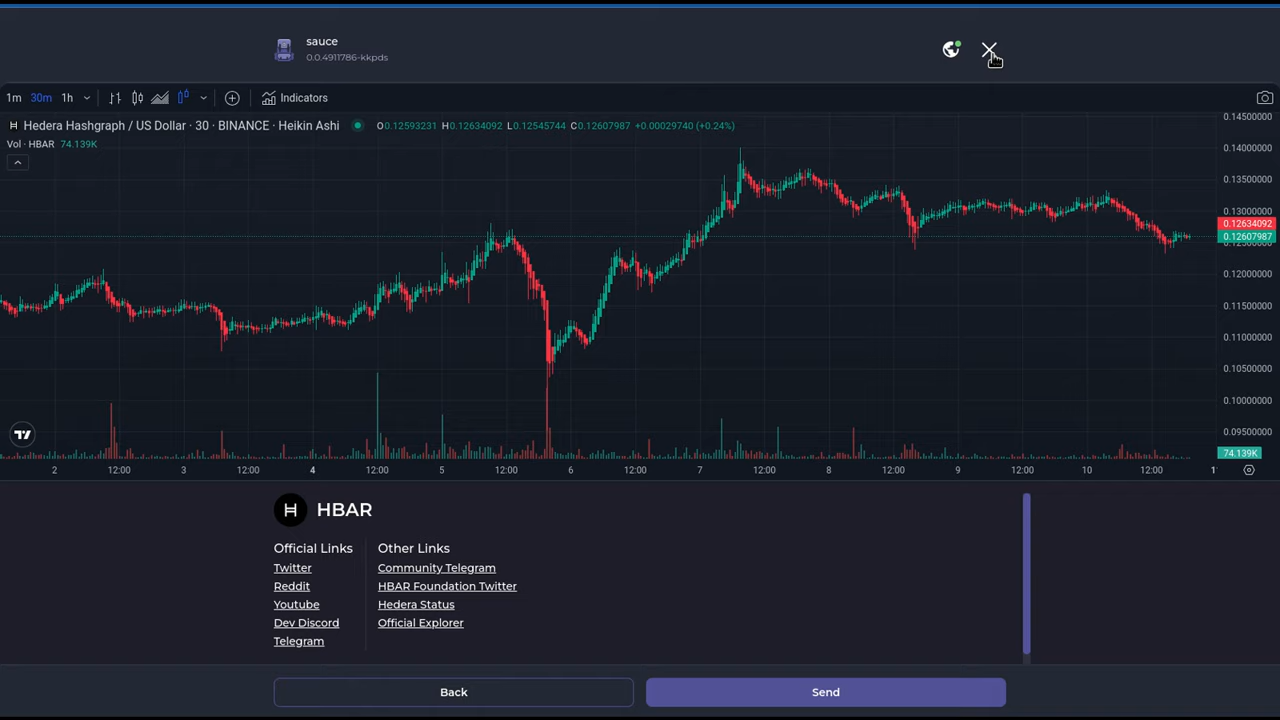 sauce
0.0.4911786-kkpds
1m 30m 1h Indicators
Hedera Hashgraph / US Dollar · 30 · BINANCE · Heikin Ashi O0.12593231 H0.12634092 L0.12545744 C0.12607987 +0.00029740 (+0.24%)
Vol · HBAR 74.139K
0.14500000
0.14000000
0.13500000
0.13000000
0.12634092
0.12607987
0.12000000
0.11500000
0.11000000
0.10500000
0.10000000
0.09500000
74.139K
2 12:00 3 12:00 4 12:00 5 12:00 6 12:00 7 12:00 8 12:00 9 12:00 10 12:00 1
HBAR
Official Links
Twitter
Reddit
Youtube
Dev Discord
Telegram
Other Links
Community Telegram
HBAR Foundation Twitter
Hedera Status
Official Explorer
Back Send